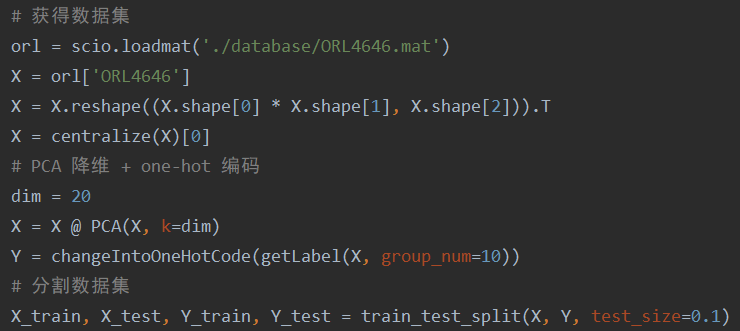 # 获得数据集
orl = scio.loadmat('./database/ORL4646.mat')
X = orl['ORL4646']
X = X.reshape((X.shape[0] * X.shape[1], X.shape[2])).T
X = centralize(X)[0]
# PCA 降维 + one-hot 编码
dim = 20
X = X @ PCA(X, k=dim)
Y = changeIntoOneHotCode(getLabel(X, group_num=10))
# 分割数据集
X_train, X_test, Y_train, Y_test = train_test_split(X, Y, test_size=0.1)